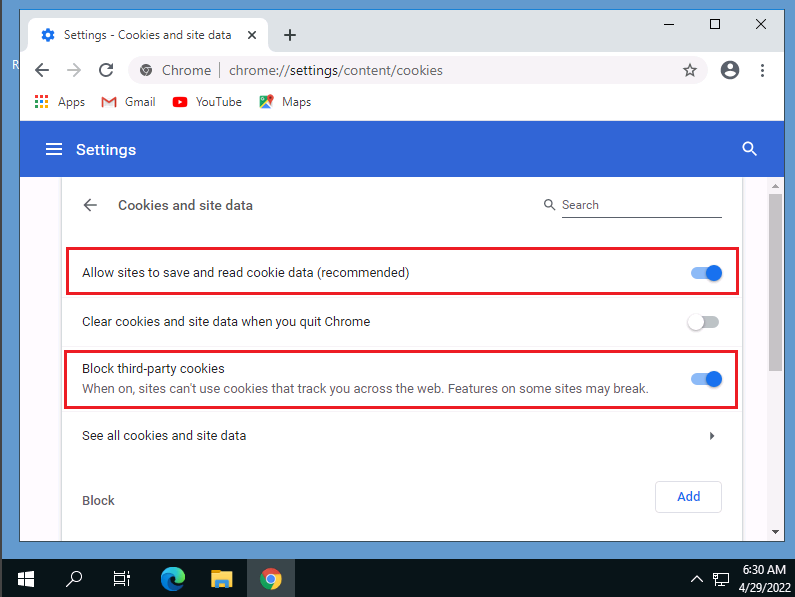 Settings - Cookies and site data
R
Chrome | chrome://settings/content/cookies
Apps Gmail YouTube Maps
Settings
Cookies and site data Search
Allow sites to save and read cookie data (recommended)
Clear cookies and site data when you quit Chrome
Block third-party cookies
When on, sites can't use cookies that track you across the web. Features on some sites may break.
See all cookies and site data
Block Add
6:30 AM
4/29/2022